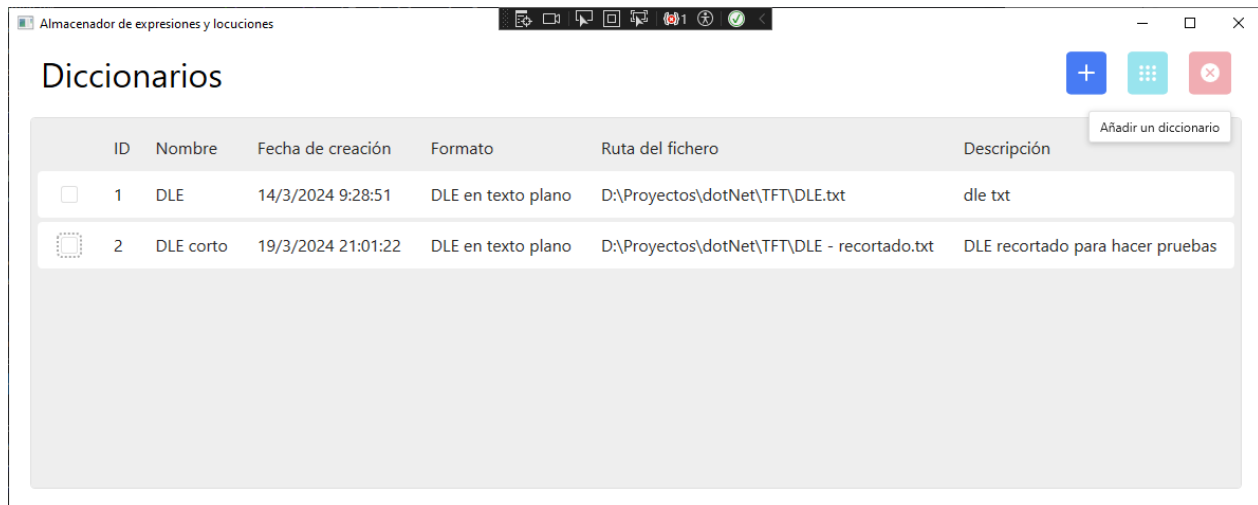 Almacenador de expresiones y locuciones 1
Diccionarios
Añadir un diccionario
ID Nombre Fecha de creación Formato Ruta del fichero Descripción
1 DLE 14/3/2024 9:28:51 DLE en texto plano D:\Proyectos\dotNet\TFT\DLE.txt dle txt
2 DLE corto 19/3/2024 21:01:22 DLE en texto plano D:\Proyectos\dotNet\TFT\DLE - recortado.txt DLE recortado para hacer pruebas